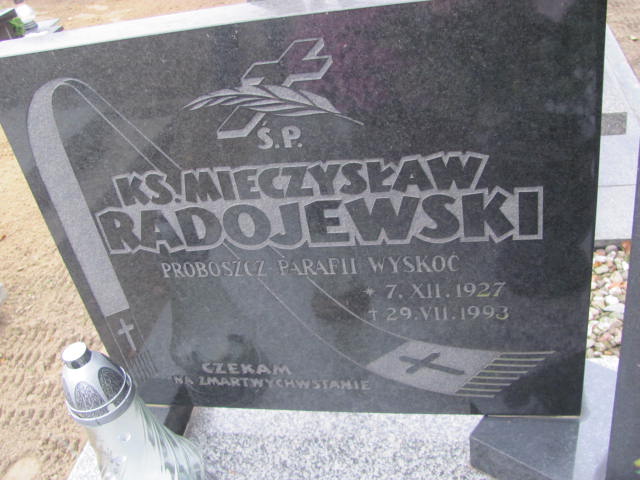 Ś.P.
KS. MIECZYSŁAW
RADOJEWSKI
PROBOSZCZ PARAFII WYSKOĆ
* 7. XII. 1927
† 29. VII. 1993
CZEKAM
NA ZMARTWYCHWSTANIE